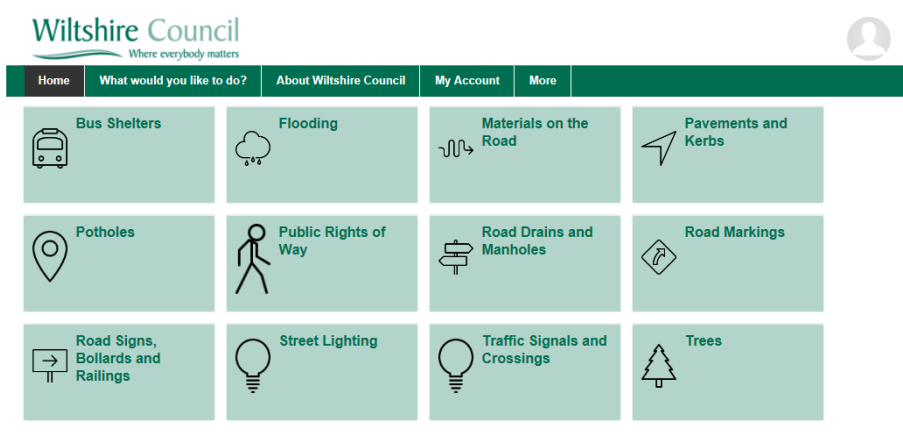 Wiltshire Council
Where everybody matters
Home What would you like to do? About Wiltshire Council My Account More
Bus Shelters
Flooding
Materials on the
Road
Pavements and
Kerbs
Potholes
Public Rights of
Way
Road Drains and
Manholes
Road Markings
Road Signs,
Bollards and
Railings
Street Lighting
Traffic Signals and
Crossings
Trees